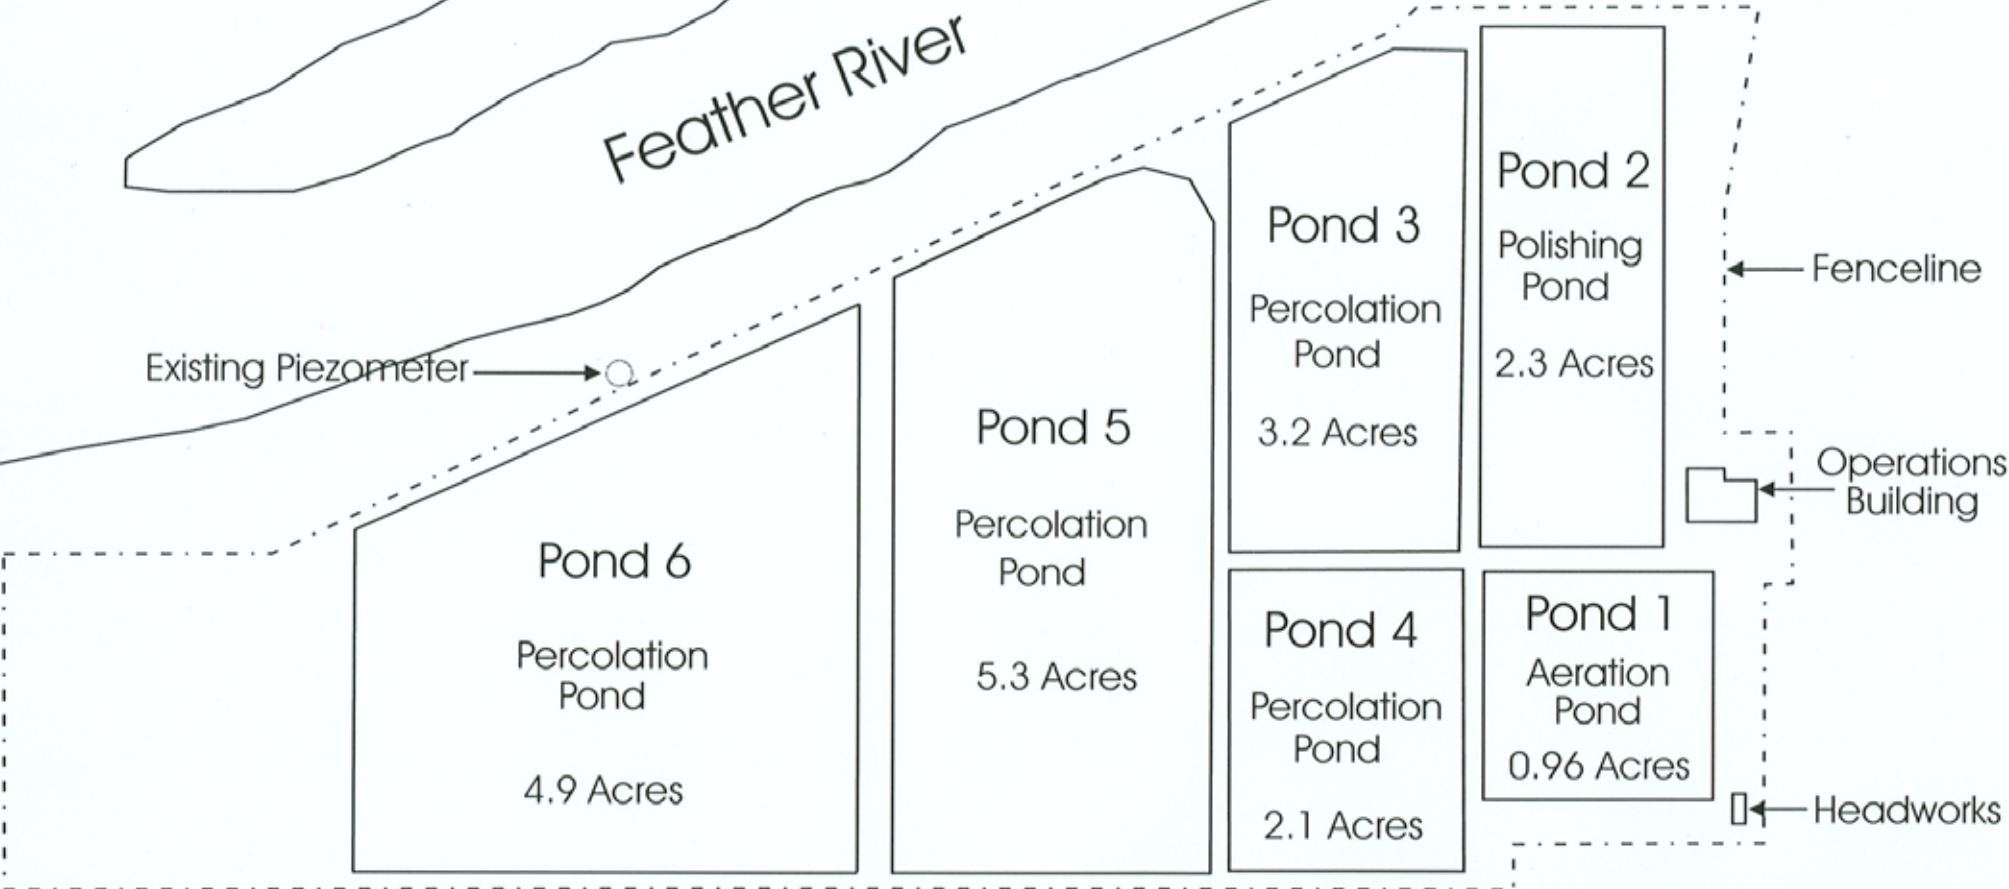 Feather River
Existing Piezometer
Pond 6
Percolation
Pond
4.9 Acres
Pond 5
Percolation
Pond
5.3 Acres
Pond 3
Percolation
Pond
3.2 Acres
Pond 2
Polishing
Pond
2.3 Acres
Pond 4
Percolation
Pond
2.1 Acres
Pond 1
Aeration
Pond
0.96 Acres
Fenceline
Operations
Building
Headworks